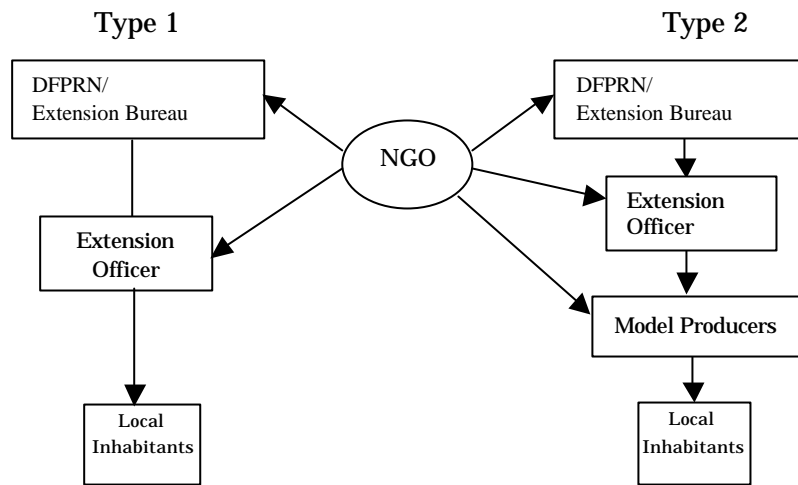 Type 1
DFPRN/
Extension Bureau
Extension
Officer
Local
Inhabitants
NGO
Type 2
DFPRN/
Extension Bureau
Extension
Officer
Model Producers
Local
Inhabitants